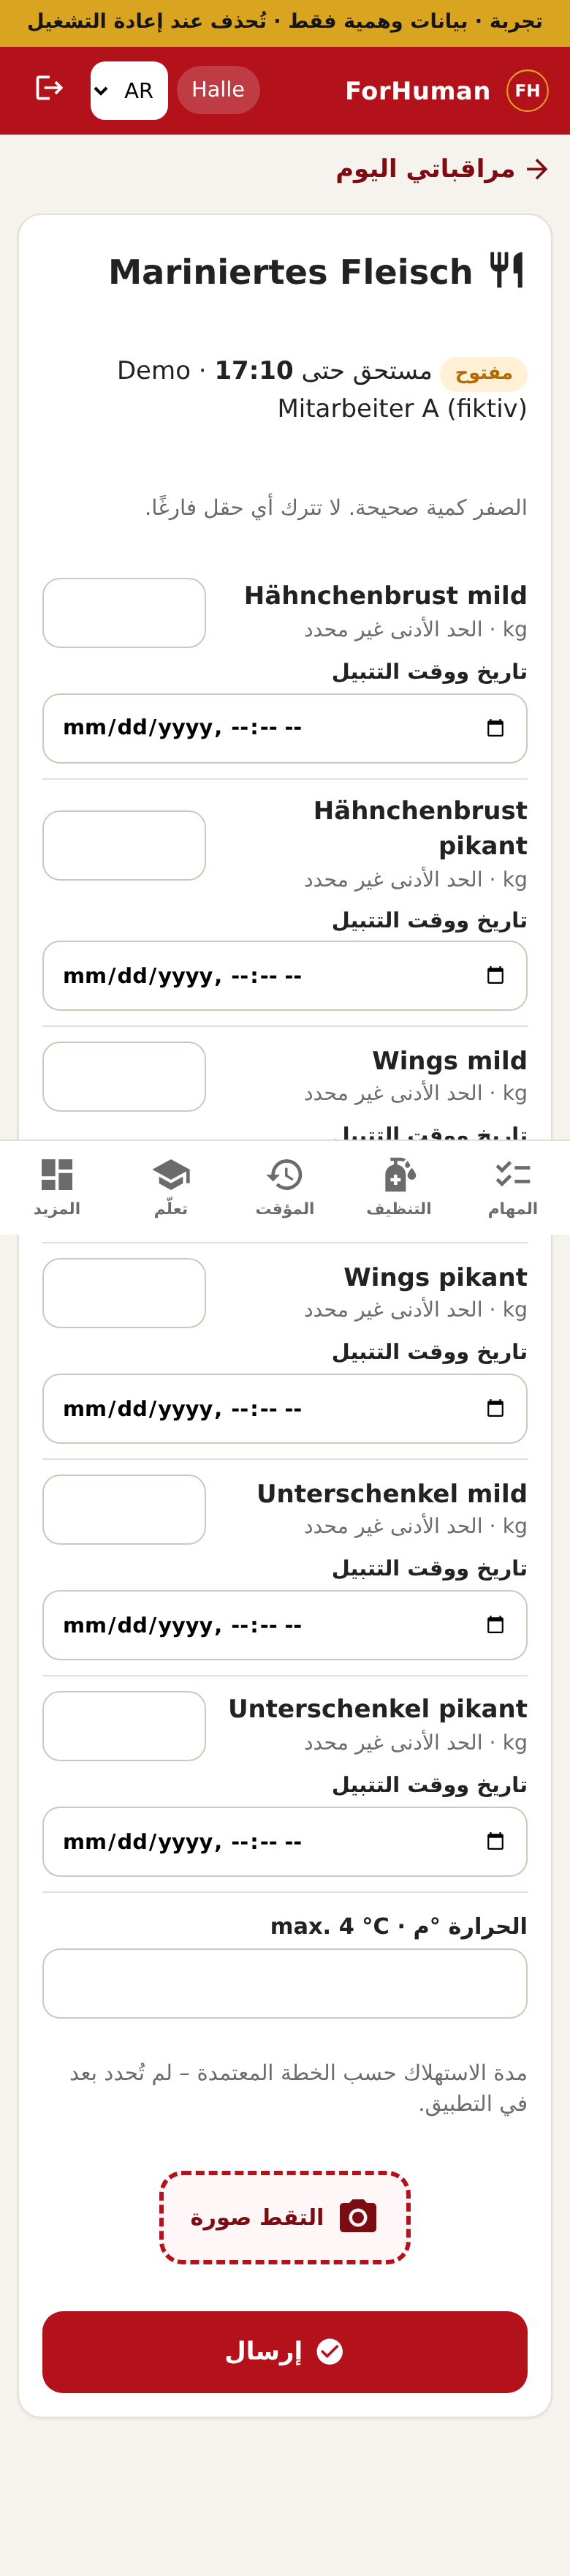 تجربة · بيانات وهمية فقط · تُحذف عند إعادة التشغيل
FH ForHuman Halle AR
مراقباتي اليوم
Mariniertes Fleisch
مفتوح مستحق حتى 17:10 · Demo
Mitarbeiter A (fiktiv)
الصفر كمية صحيحة. لا تترك أي حقل فارغًا.
Hähnchenbrust mild
kg · الحد الأدنى غير محدد
تاريخ ووقت التتبيل
mm/dd/yyyy, --:-- --
Hähnchenbrust
pikant
kg · الحد الأدنى غير محدد
تاريخ ووقت التتبيل
mm/dd/yyyy, --:-- --
Wings mild
kg · الحد الأدنى غير محدد
تاريخ ووقت التتبيل
المهام التنظيف المؤقت تعلّم المزيد
Wings pikant
kg · الحد الأدنى غير محدد
تاريخ ووقت التتبيل
mm/dd/yyyy, --:-- --
Unterschenkel mild
kg · الحد الأدنى غير محدد
تاريخ ووقت التتبيل
mm/dd/yyyy, --:-- --
Unterschenkel pikant
kg · الحد الأدنى غير محدد
تاريخ ووقت التتبيل
mm/dd/yyyy, --:-- --
الحرارة °م · max. 4 °C
مدة الاستهلاك حسب الخطة المعتمدة – لم تُحدد بعد
في التطبيق.
التقط صورة
إرسال